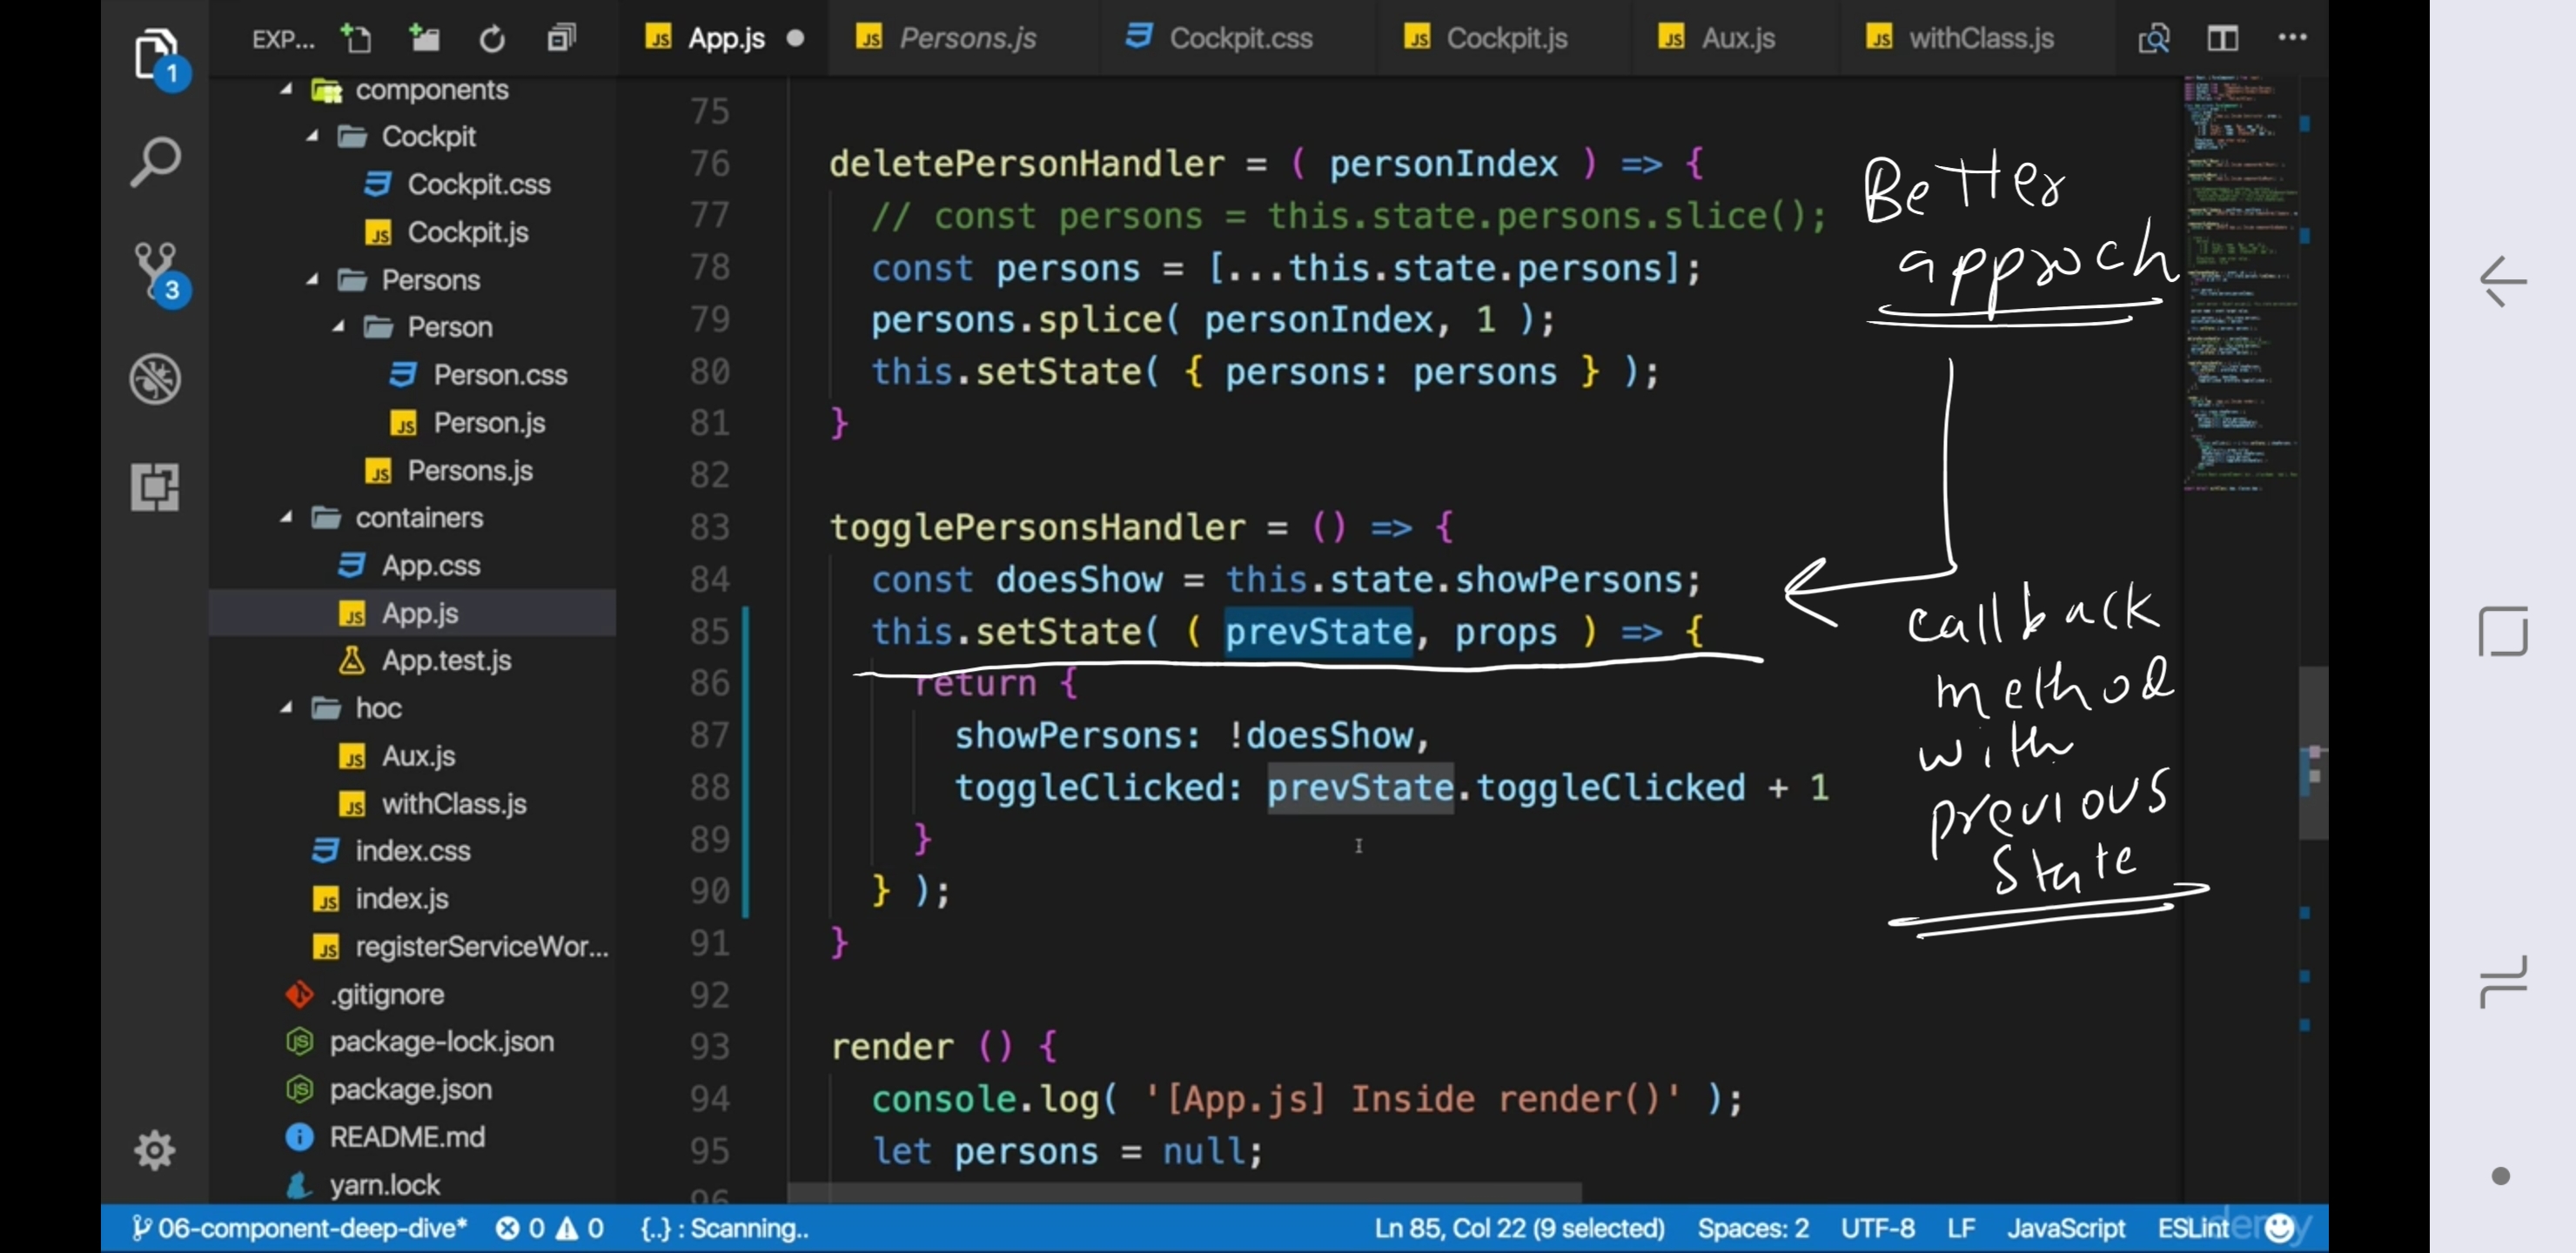 EXP...
App.js
Persons.js
Cockpit.css
Cockpit.js
Aux.js
withClass.js
1
3
components
Cockpit
Cockpit.css
Cockpit.js
Persons
Person
Person.css
Person.js
Persons.js
containers
App.css
App.js
App.test.js
hoc
Aux.js
withClass.js
index.css
index.js
registerServiceWor...
.gitignore
package-lock.json
package.json
README.md
yarn.lock
75
76 deletePersonHandler = ( personIndex ) => {
77 // const persons = this.state.persons.slice();
78 const persons = [...this.state.persons];
79 persons.splice( personIndex, 1 );
80 this.setState( { persons: persons } );
81 }
82
83 togglePersonsHandler = () => {
84 const doesShow = this.state.showPersons;
85 this.setState( ( prevState, props ) => {
86 return {
87 showPersons: !doesShow,
88 toggleClicked: prevState.toggleClicked + 1
89 }
90 } );
91 }
92
93 render () {
94 console.log( '[App.js] Inside render()' );
95 let persons = null;
96
Better
approch
callback
method
with
previous
state
06-component-deep-dive* 0 0 {..} : Scanning.. Ln 85, Col 22 (9 selected) Spaces: 2 UTF-8 LF JavaScript ESLint
udemy